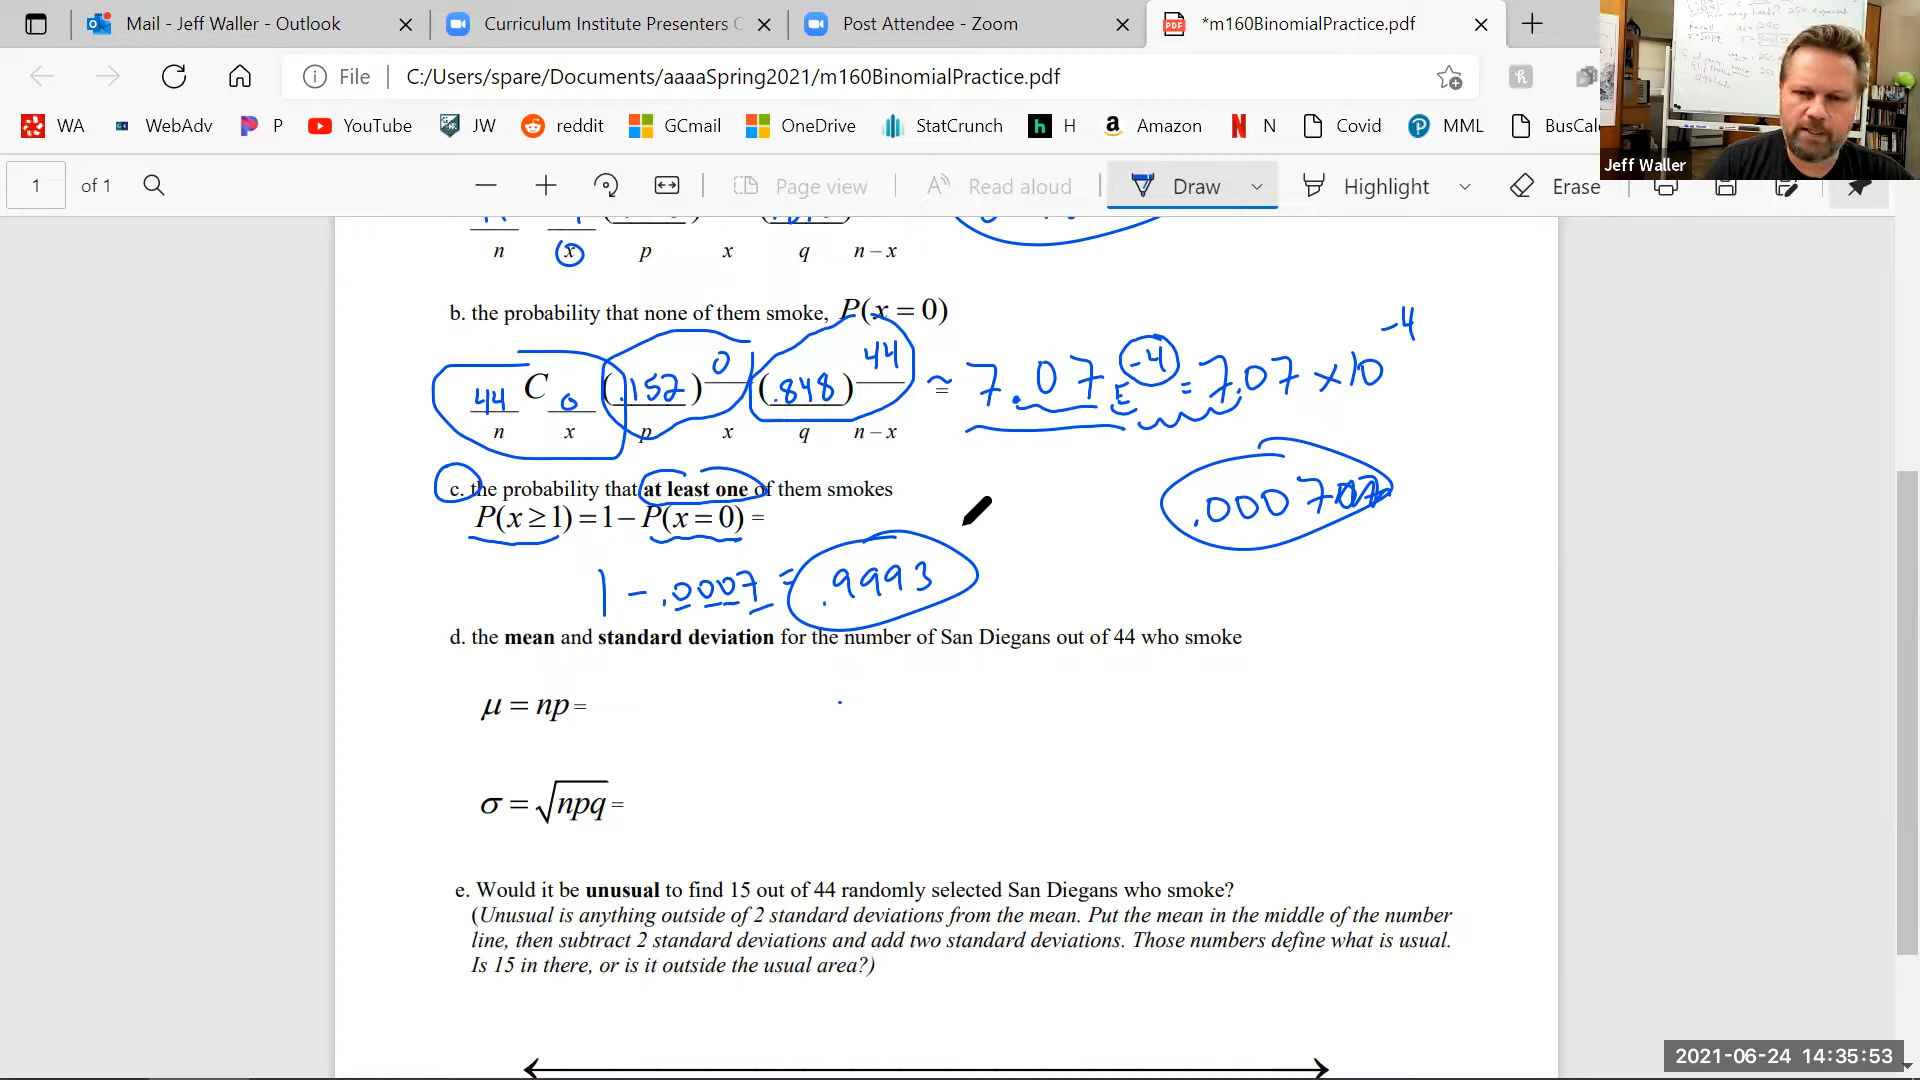 Mail - Jeff Waller - Outlook
Curriculum Institute Presenters C
Post Attendee - Zoom
*m160BinomialPractice.pdf
File C:/Users/spare/Documents/aaaaSpring2021/m160BinomialPractice.pdf
WA WebAdv P YouTube JW reddit GCmail OneDrive StatCrunch H Amazon N Covid MML BusCal
Jeff Waller
1 of 1 Page view Read aloud Draw Highlight Erase
n x p x q n – x
b. the probability that none of them smoke, P(x = 0)
44 C 0 (.152)^0 (.848)^44 ≈ 7.07 E-4 = 7.07 × 10^-4
n x p x q n – x
.0007
c. the probability that at least one of them smokes
P(x ≥ 1) = 1 – P(x = 0) =
1 - .0007 = .9993
d. the mean and standard deviation for the number of San Diegans out of 44 who smoke
μ = np =
σ = √npq =
e. Would it be unusual to find 15 out of 44 randomly selected San Diegans who smoke?
(Unusual is anything outside of 2 standard deviations from the mean. Put the mean in the middle of the number
line, then subtract 2 standard deviations and add two standard deviations. Those numbers define what is usual.
Is 15 in there, or is it outside the usual area?)
2021-06-24 14:35:53